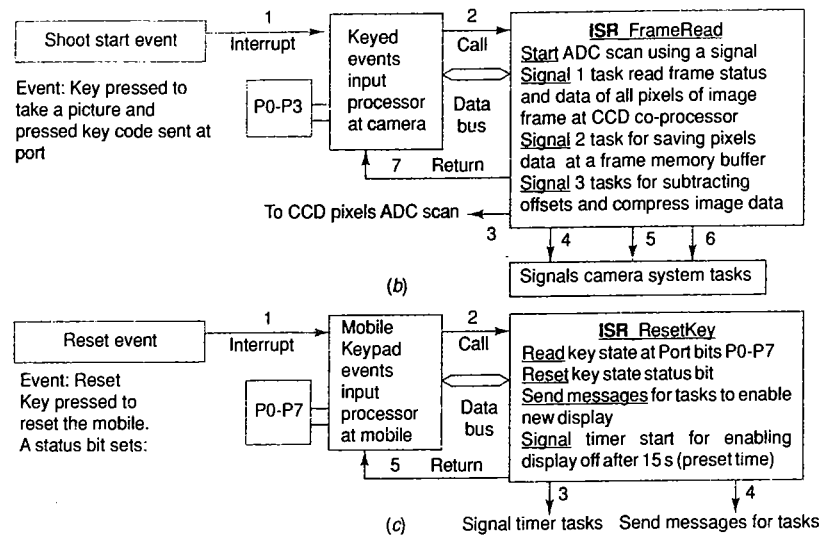 Shoot start event
1
Interrupt
Event: Key pressed to
take a picture and
pressed key code sent at
port
P0-P3
Keyed
events
input
processor
at camera
2
Call
Data
bus
7 Return
ISR_FrameRead
Start ADC scan using a signal
Signal 1 task read frame status
and data of all pixels of image
frame at CCD co-processor
Signal 2 task for saving pixels
data at a frame memory buffer
Signal 3 tasks for subtracting
offsets and compress image data
To CCD pixels ADC scan
3
4
5
6
Signals camera system tasks
(b)
Reset event
1
Interrupt
Event: Reset
Key pressed to
reset the mobile.
A status bit sets:
P0-P7
Mobile
Keypad
events
input
processor
at mobile
2
Call
Data
bus
5 Return
ISR_ResetKey
Read key state at Port bits P0-P7
Reset key state status bit
Send messages for tasks to enable
new display
Signal timer start for enabling
display off after 15 s (preset time)
3
4
Signal timer tasks
Send messages for tasks
(c)